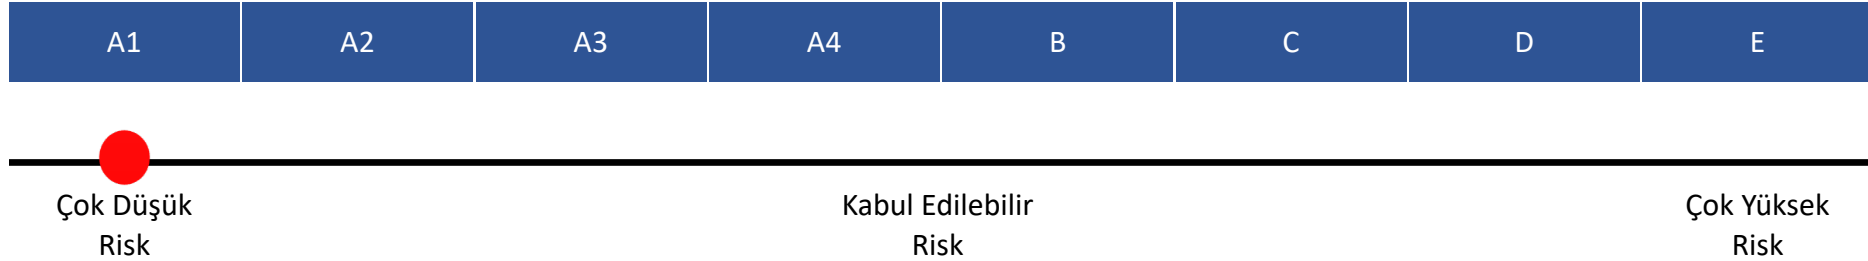 A1 A2 A3 A4 B C D E
Çok Düşük Kabul Edilebilir Çok Yüksek
Risk Risk Risk